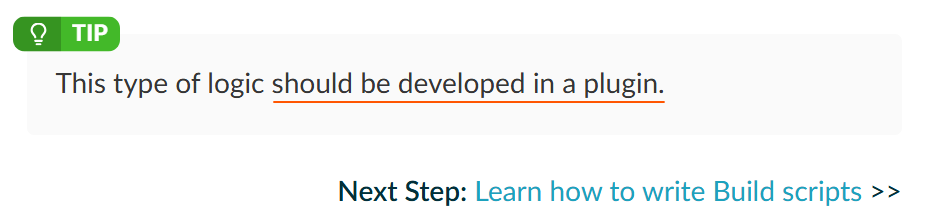 TIP
This type of logic should be developed in a plugin.
Next Step: Learn how to write Build scripts >>